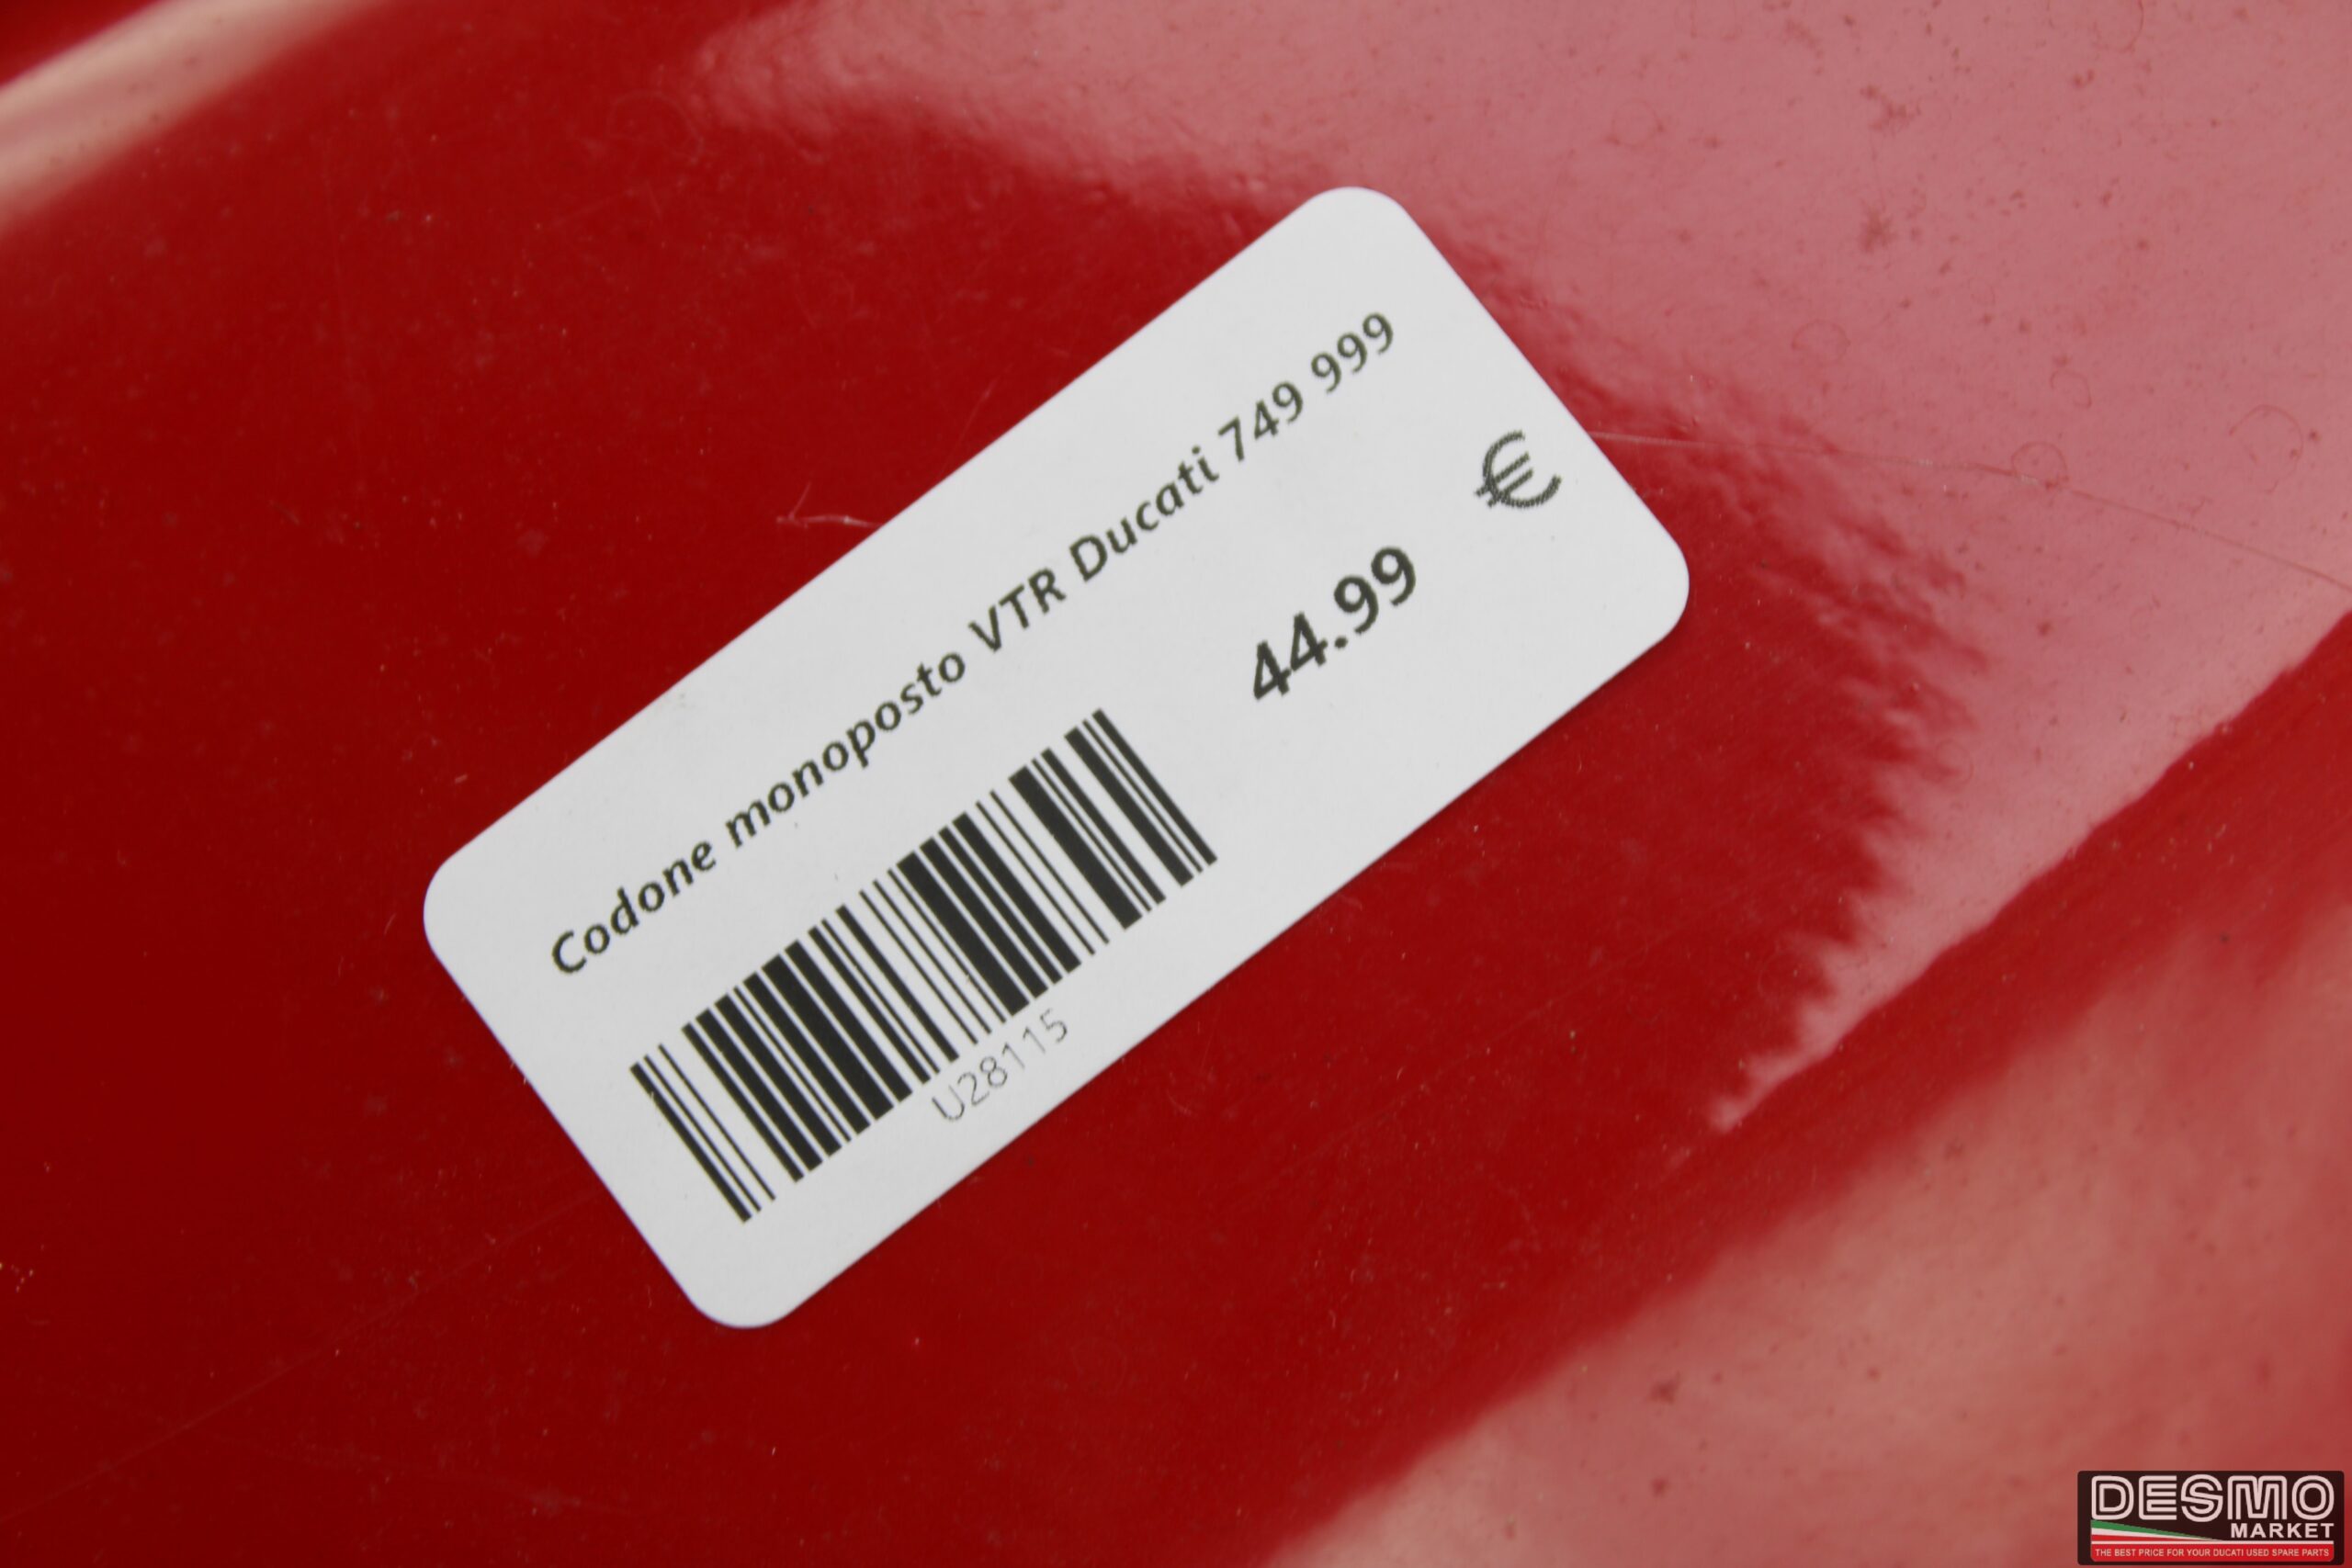 Codone monoposto VTR Ducati 749 999
€
44.99
U28115
DESMO
MARKET
THE BEST PRICE FOR YOUR DUCATI USED SPARE PARTS